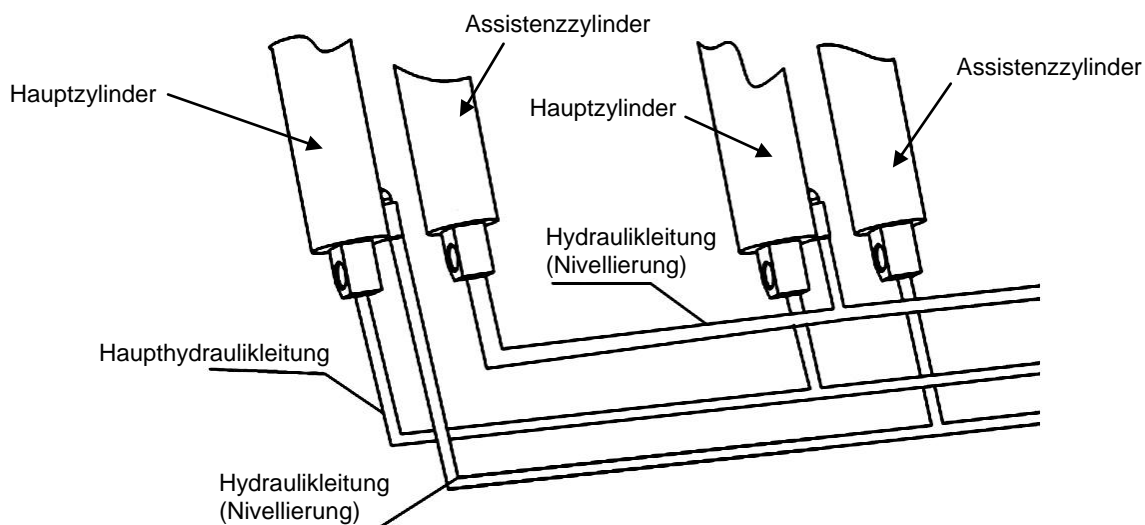 Assistenzzylinder
Hauptzylinder
Hauptzylinder
Assistenzzylinder
Hydraulikleitung
(Nivellierung)
Haupthydraulikleitung
Hydraulikleitung
(Nivellierung)